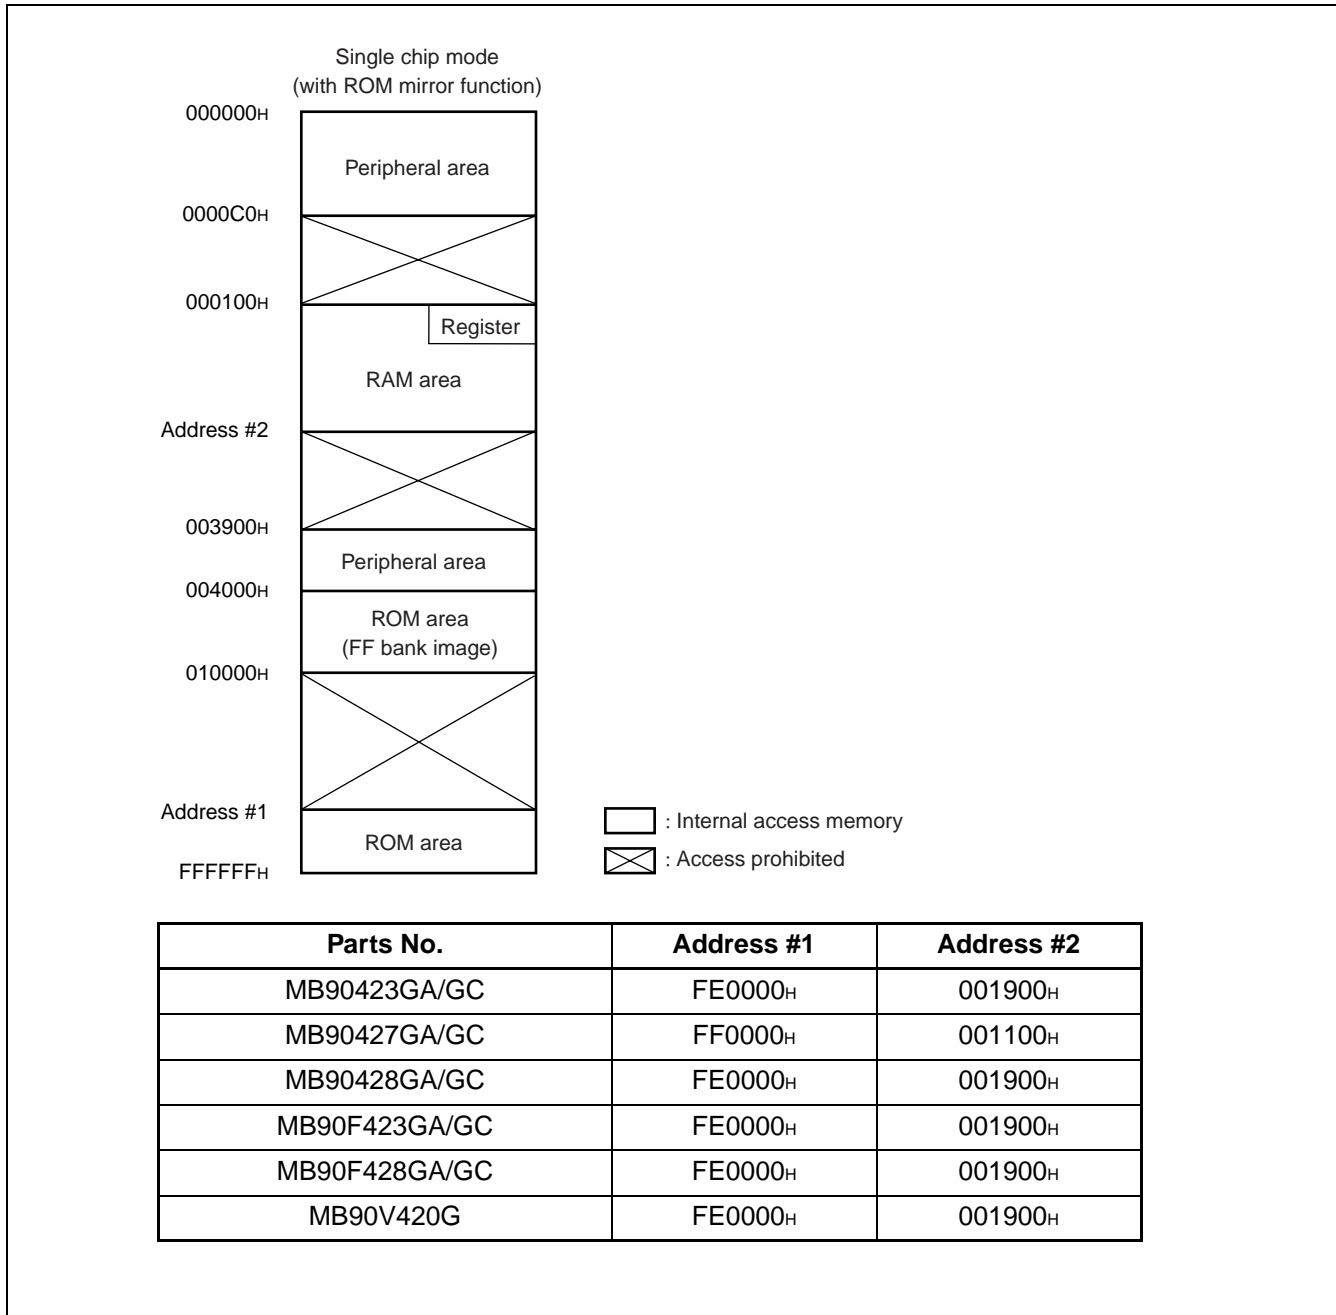 Single chip mode
(with ROM mirror function)
000000H
Peripheral area
0000C0H
000100H
Register
RAM area
Address #2
003900H
Peripheral area
004000H
ROM area
(FF bank image)
010000H
Address #1
ROM area
FFFFFFH
: Internal access memory
: Access prohibited
Parts No. Address #1 Address #2
MB90423GA/GC FE0000H 001900H
MB90427GA/GC FF0000H 001100H
MB90428GA/GC FE0000H 001900H
MB90F423GA/GC FE0000H 001900H
MB90F428GA/GC FE0000H 001900H
MB90V420G FE0000H 001900H